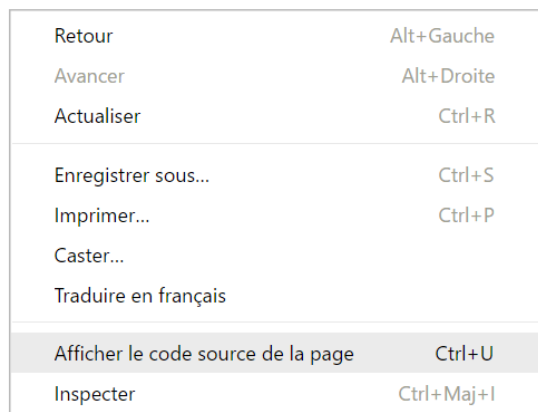 Retour Alt+Gauche
Avancer Alt+Droite
Actualiser Ctrl+R
Enregistrer sous... Ctrl+S
Imprimer... Ctrl+P
Caster...
Traduire en français
Afficher le code source de la page Ctrl+U
Inspecter Ctrl+Maj+I